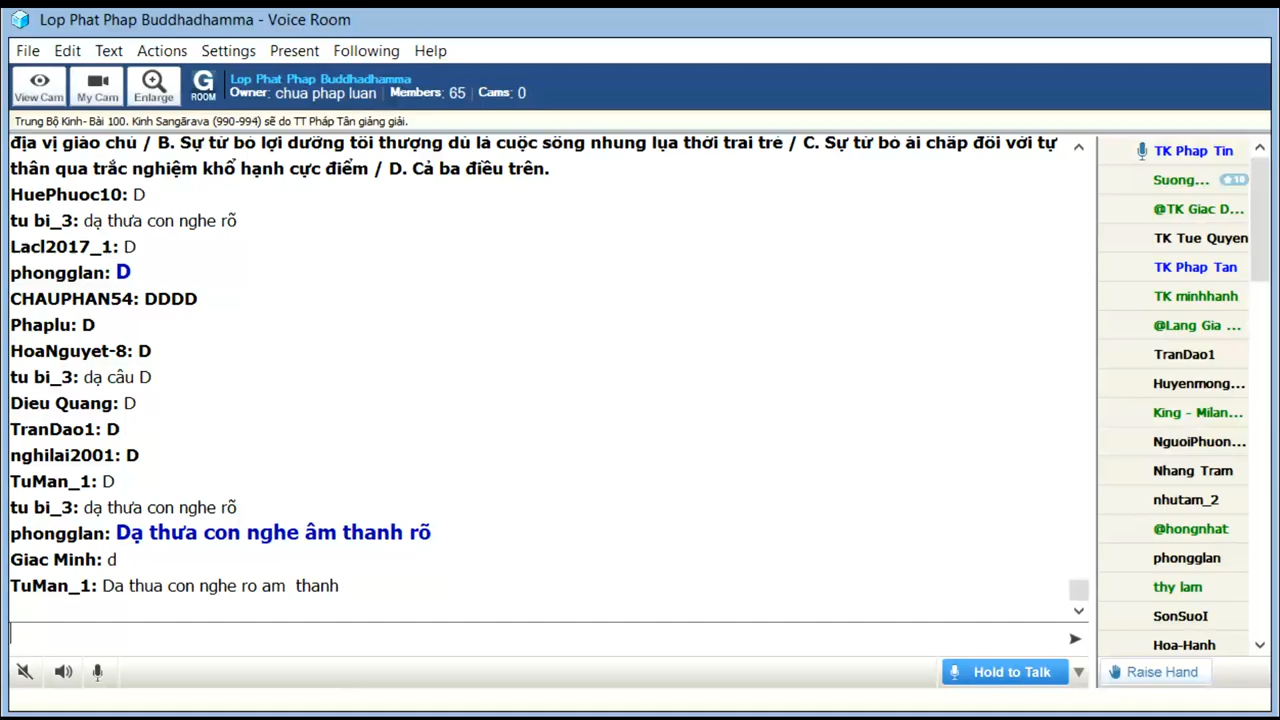 Lop Phat Phap Buddhadhamma - Voice Room
File Edit Text Actions Settings Present Following Help
View Cam My Cam Enlarge G ROOM
Lop Phat Phap Buddhadhamma
Owner: chua phap luan Members: 65 Cams: 0
Trung Bộ Kinh- Bài 100. Kinh Sangārava (990-994) sẽ do TT Pháp Tân giảng giải.
địa vị giáo chủ / B. Sự từ bỏ lợi dưỡng tối thượng dù là cuộc sống nhung lụa thời trai trẻ / C. Sự từ bỏ ái chấp đối với tự
thân qua trắc nghiệm khổ hạnh cực điểm / D. Cả ba điều trên.
HuePhuoc10: D
tu bi_3: dạ thưa con nghe rõ
Lacl2017_1: D
phongglan: D
CHAUPHAN54: DDDD
Phaplu: D
HoaNguyet-8: D
tu bi_3: dạ câu D
Dieu Quang: D
TranDao1: D
nghilai2001: D
TuMan_1: D
tu bi_3: dạ thưa con nghe rõ
phongglan: Dạ thưa con nghe âm thanh rõ
Giac Minh: d
TuMan_1: Da thua con nghe ro am  thanh
TK Phap Tin
Suong... 10
@TK Giac D...
TK Tue Quyen
TK Phap Tan
TK minhhanh
@Lang Gia ...
TranDao1
Huyenmong...
King - Milan...
NguoiPhuon...
Nhang Tram
nhutam_2
@hongnhat
phongglan
thy lam
SonSuoI
Hoa-Hanh
Hold to Talk
Raise Hand